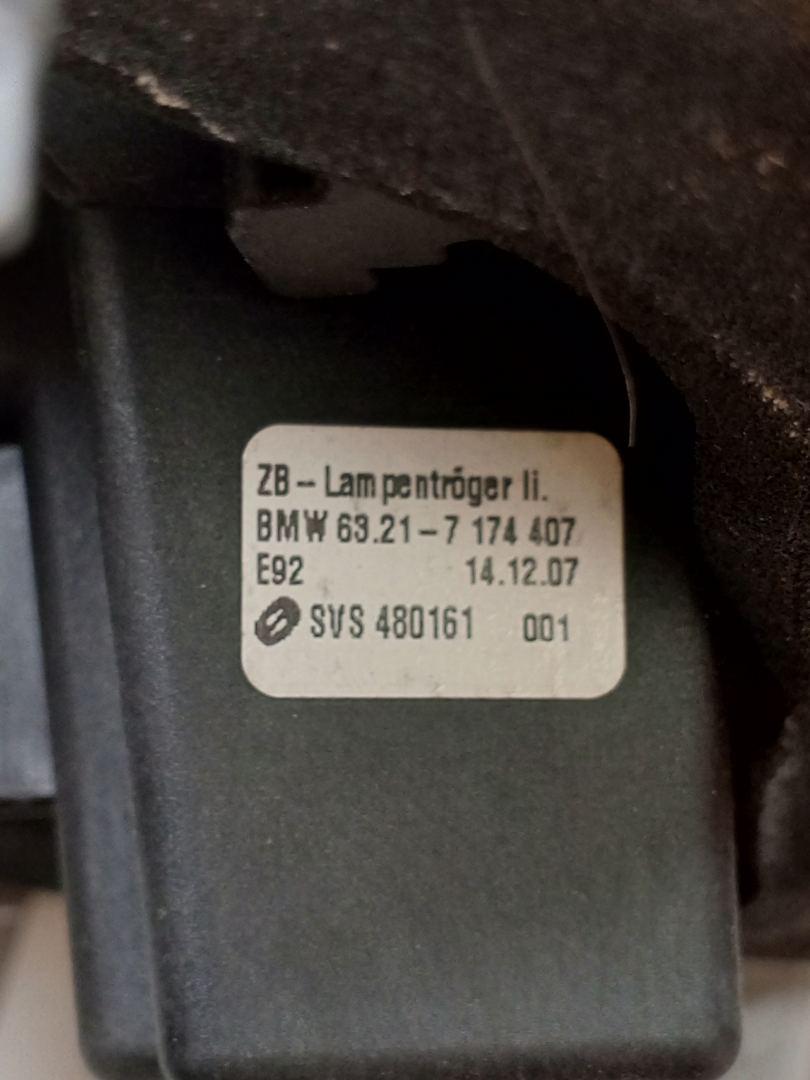 ZB - Lampenträger li.
BMW 63.21 - 7 174 407
E92 14.12.07
SVS 480161 001